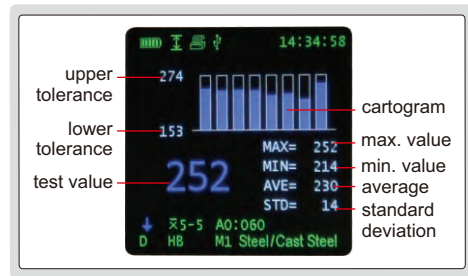 14:34:58
upper tolerance
274
cartogram
lower tolerance
153
MAX= 252
max. value
MIN= 214
min. value
test value
252
AVE= 230
average
STD= 14
standard deviation
x̅5-5 A0:060
D HB M1 Steel/Cast Steel